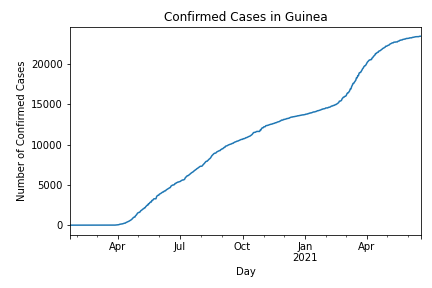 Confirmed Cases in Guinea
Number of Confirmed Cases
20000
15000
10000
5000
0
Apr
Jul
Oct
Jan
2021
Apr
Day